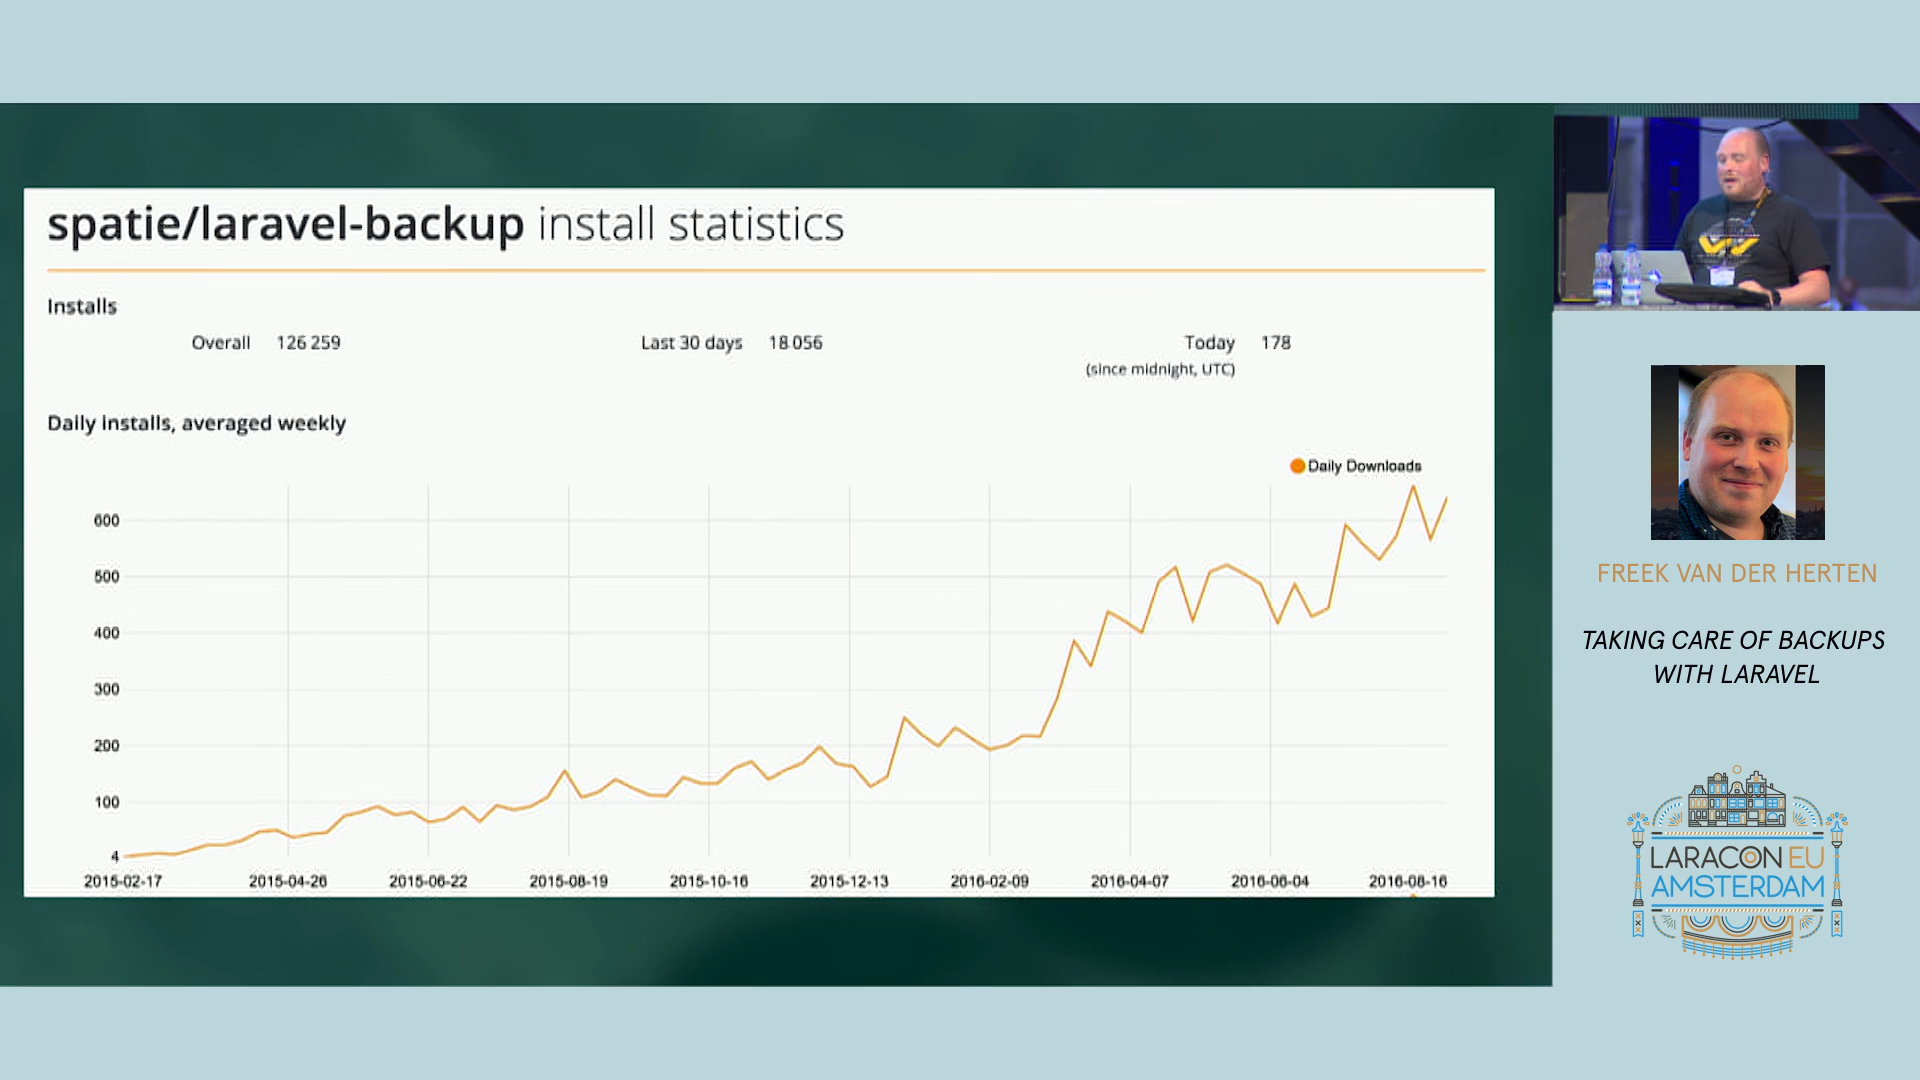 spatie/laravel-backup install statistics
Installs
Overall 126 259
Last 30 days 18 056
Today 178
(since midnight, UTC)
Daily installs, averaged weekly
Daily Downloads
600
500
400
300
200
100
4
2015-02-17 2015-04-26 2015-06-22 2015-08-19 2015-10-16 2015-12-13 2016-02-09 2016-04-07 2016-06-04 2016-08-16
FREEK VAN DER HERTEN
TAKING CARE OF BACKUPS
WITH LARAVEL
LARACON EU
AMSTERDAM